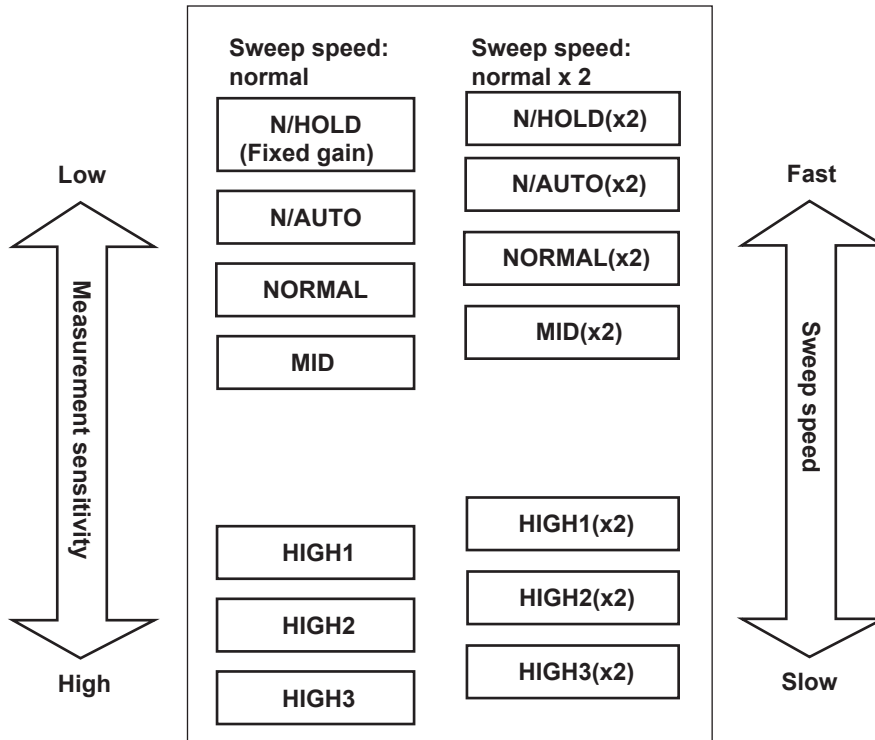 Sweep speed:
normal
Sweep speed:
normal x 2
Low
High
Measurement sensitivity
N/HOLD
(Fixed gain)
N/AUTO
NORMAL
MID
HIGH1
HIGH2
HIGH3
N/HOLD(x2)
N/AUTO(x2)
NORMAL(x2)
MID(x2)
HIGH1(x2)
HIGH2(x2)
HIGH3(x2)
Fast
Sweep speed
Slow